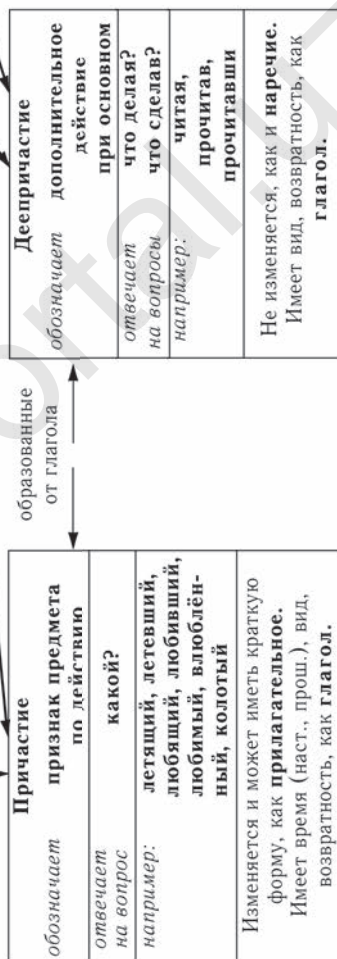 Причастие
обозначает признак предмета
по действию
отвечает
на вопрос какой?
например: летящий, летевший,
любящий, любивший,
любимый, влюблён-
ный, колотый
Изменяется и может иметь краткую
форму, как прилагательное.
Имеет время (наст., прош.), вид,
возвратность, как глагол.
образованные
от глагола
Деепричастие
обозначает дополнительное
действие
при основном
отвечает что делая?
на вопросы что сделав?
например: читая,
прочитав,
прочитавши
Не изменяется, как и наречие.
Имеет вид, возвратность, как
глагол.